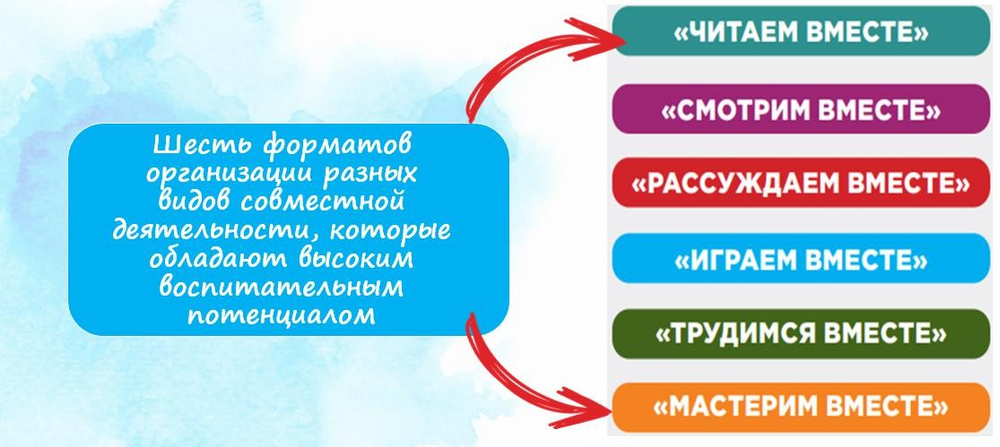 Шесть форматов
организации разных
видов совместной
деятельности, которые
обладают высоким
воспитательным
потенциалом
«ЧИТАЕМ ВМЕСТЕ»
«СМОТРИМ ВМЕСТЕ»
«РАССУЖДАЕМ ВМЕСТЕ»
«ИГРАЕМ ВМЕСТЕ»
«ТРУДИМСЯ ВМЕСТЕ»
«МАСТЕРИМ ВМЕСТЕ»